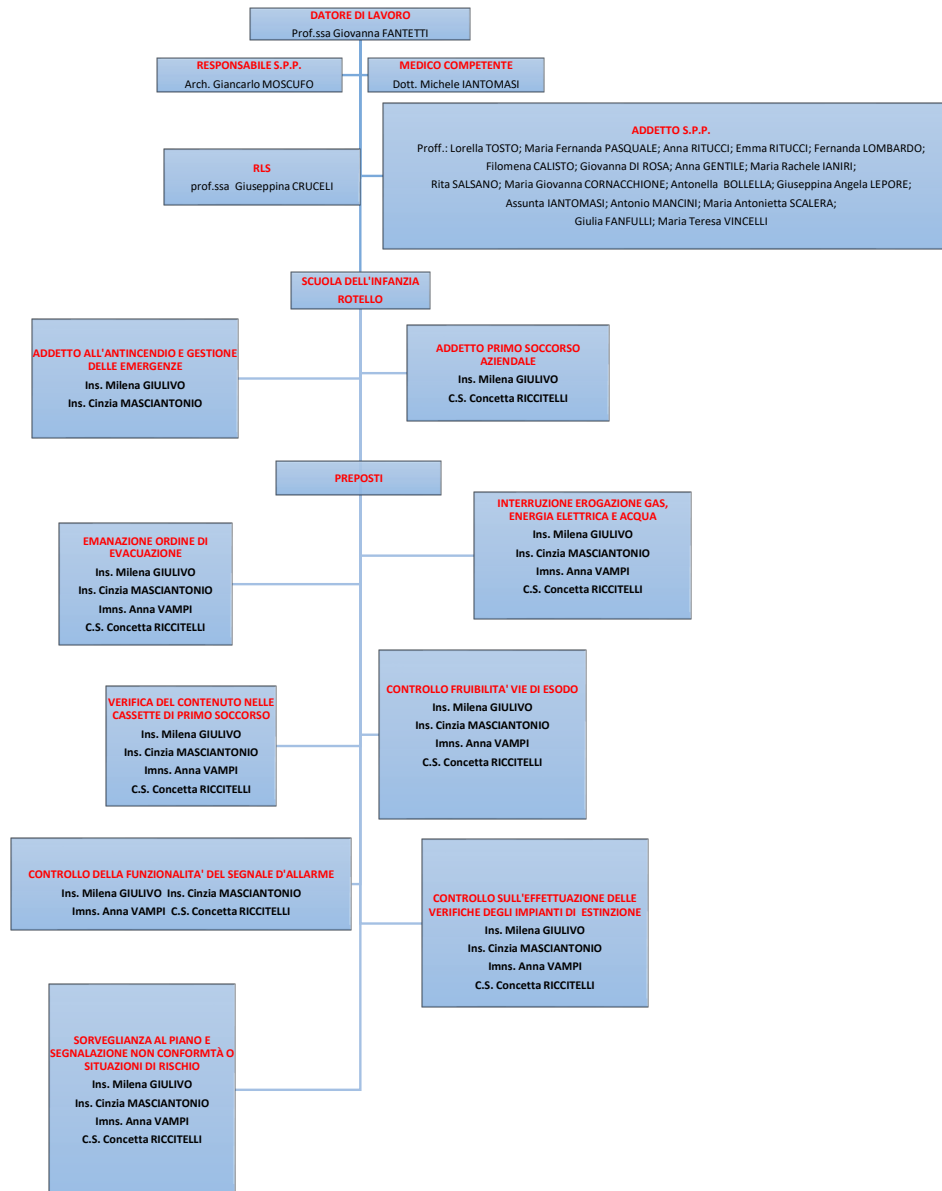 DATORE DI LAVORO
Prof.ssa Giovanna FANTETTI
RESPONSABILE S.P.P.
Arch. Giancarlo MOSCUFO
MEDICO COMPETENTE
Dott. Michele IANTOMASI
ADDETTO S.P.P.
Proff.: Lorella TOSTO; Maria Fernanda PASQUALE; Anna RITUCCI; Emma RITUCCI; Fernanda LOMBARDO;
Filomena CALISTO; Giovanna DI ROSA; Anna GENTILE; Maria Rachele IANIRI;
Rita SALSANO; Maria Giovanna CORNACCHIONE; Antonella BOLLELLA; Giuseppina Angela LEPORE;
Assunta IANTOMASI; Antonio MANCINI; Maria Antonietta SCALERA;
Giulia FANFULLI; Maria Teresa VINCELLI
RLS
prof.ssa Giuseppina CRUCELI
SCUOLA DELL'INFANZIA
ROTELLO
ADDETTO ALL'ANTINCENDIO E GESTIONE
DELLE EMERGENZE
Ins. Milena GIULIVO
Ins. Cinzia MASCIANTONIO
ADDETTO PRIMO SOCCORSO
AZIENDALE
Ins. Milena GIULIVO
C.S. Concetta RICCITELLI
PREPOSTI
INTERRUZIONE EROGAZIONE GAS,
ENERGIA ELETTRICA E ACQUA
Ins. Milena GIULIVO
Ins. Cinzia MASCIANTONIO
Imns. Anna VAMPI
C.S. Concetta RICCITELLI
EMANAZIONE ORDINE DI
EVACUAZIONE
Ins. Milena GIULIVO
Ins. Cinzia MASCIANTONIO
Imns. Anna VAMPI
C.S. Concetta RICCITELLI
CONTROLLO FRUIBILITA' VIE DI ESODO
Ins. Milena GIULIVO
Ins. Cinzia MASCIANTONIO
Imns. Anna VAMPI
C.S. Concetta RICCITELLI
VERIFICA DEL CONTENUTO NELLE
CASSETTE DI PRIMO SOCCORSO
Ins. Milena GIULIVO
Ins. Cinzia MASCIANTONIO
Imns. Anna VAMPI
C.S. Concetta RICCITELLI
CONTROLLO DELLA FUNZIONALITA' DEL SEGNALE D'ALLARME
Ins. Milena GIULIVO Ins. Cinzia MASCIANTONIO
Imns. Anna VAMPI C.S. Concetta RICCITELLI
CONTROLLO SULL'EFFETTUAZIONE DELLE
VERIFICHE DEGLI IMPIANTI DI ESTINZIONE
Ins. Milena GIULIVO
Ins. Cinzia MASCIANTONIO
Imns. Anna VAMPI
C.S. Concetta RICCITELLI
SORVEGLIANZA AL PIANO E
SEGNALAZIONE NON CONFORMTÀ O
SITUAZIONI DI RISCHIO
Ins. Milena GIULIVO
Ins. Cinzia MASCIANTONIO
Imns. Anna VAMPI
C.S. Concetta RICCITELLI